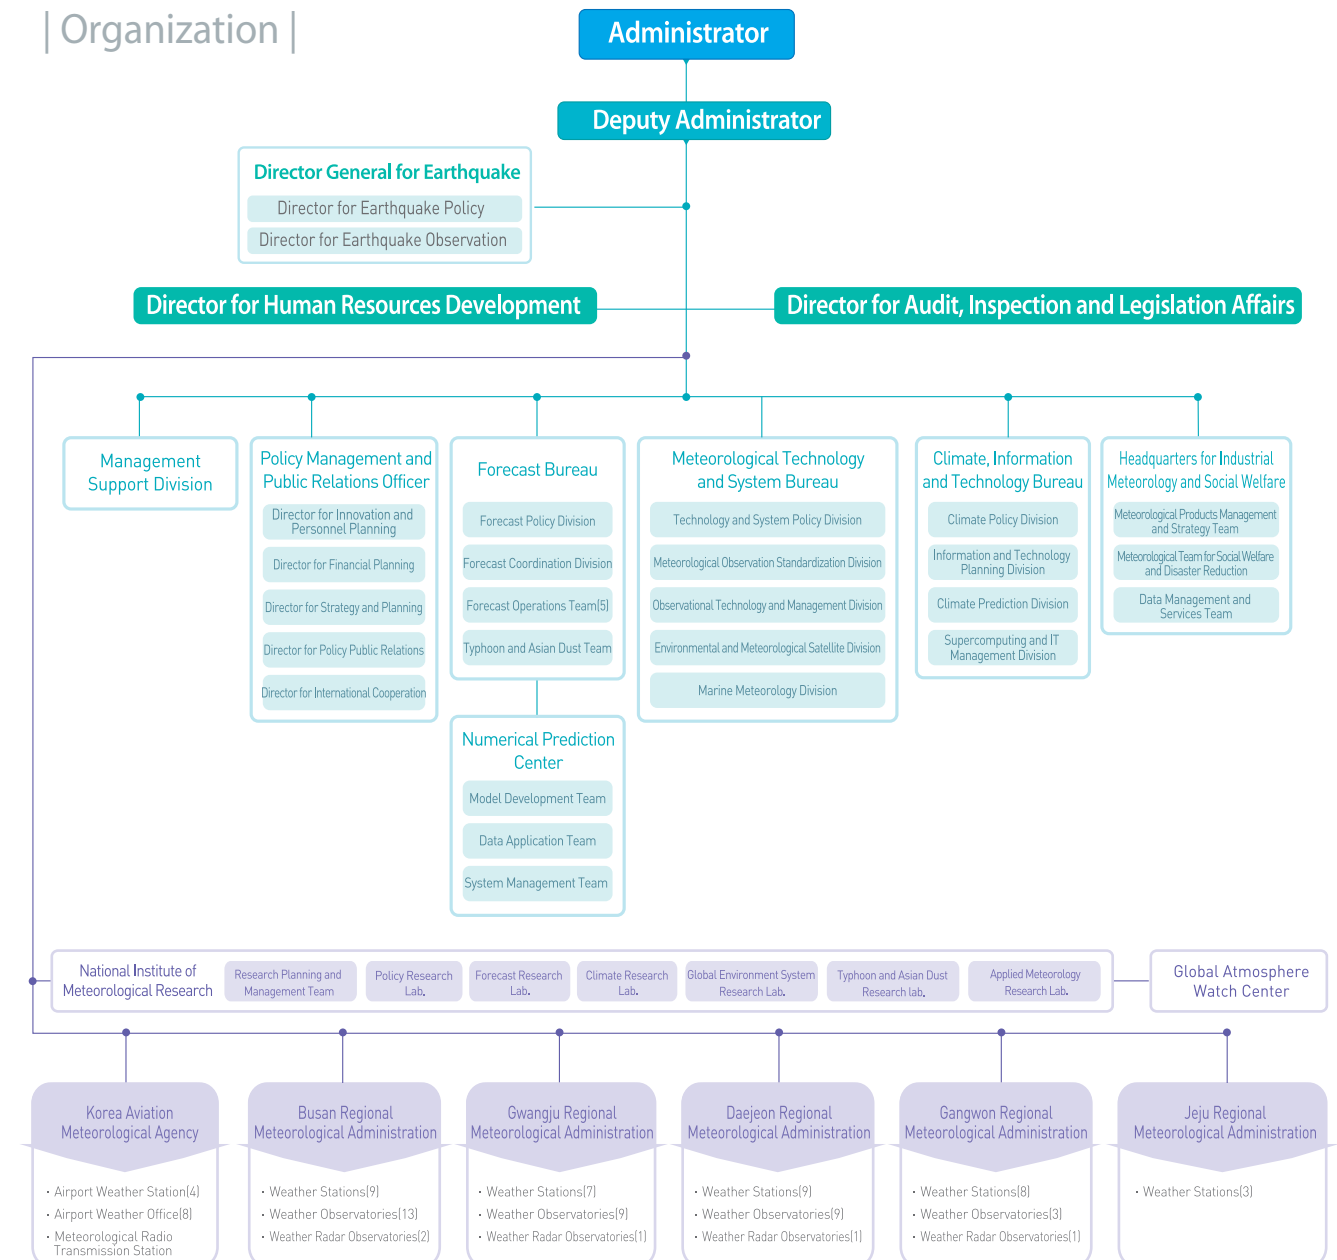 | Organization |
Administrator
Deputy Administrator
Director General for Earthquake
Director for Earthquake Policy
Director for Earthquake Observation
Director for Human Resources Development
Director for Audit, Inspection and Legislation Affairs
Management
Support Division
Policy Management and
Public Relations Officer
Director for Innovation and
Personnel Planning
Director for Financial Planning
Director for Strategy and Planning
Director for Policy Public Relations
Director for International Cooperation
Forecast Bureau
Forecast Policy Division
Forecast Coordination Division
Forecast Operations Team(5)
Typhoon and Asian Dust Team
Numerical Prediction
Center
Model Development Team
Data Application Team
System Management Team
Meteorological Technology
and System Bureau
Technology and System Policy Division
Meteorological Observation Standardization Division
Observational Technology and Management Division
Environmental and Meteorological Satellite Division
Marine Meteorology Division
Climate, Information
and Technology Bureau
Climate Policy Division
Information and Technology
Planning Division
Climate Prediction Division
Supercomputing and IT
Management Division
Headquarters for Industrial
Meteorology and Social Welfare
Meteorological Products Management
and Strategy Team
Meteorological Team for Social Welfare
and Disaster Reduction
Data Management and
Services Team
National Institute of
Meteorological Research
Research Planning and
Management Team
Policy Research
Lab.
Forecast Research
Lab.
Climate Research
Lab.
Global Environment System
Research Lab.
Typhoon and Asian Dust
Research lab.
Applied Meteorology
Research Lab.
Global Atmosphere
Watch Center
Korea Aviation
Meteorological Agency
· Airport Weather Station(4)
· Airport Weather Office(8)
· Meteorological Radio
Transmission Station
Busan Regional
Meteorological Administration
· Weather Stations(9)
· Weather Observatories(13)
· Weather Radar Observatories(2)
Gwangju Regional
Meteorological Administration
· Weather Stations(7)
· Weather Observatories(9)
· Weather Radar Observatories(1)
Daejeon Regional
Meteorological Administration
· Weather Stations(9)
· Weather Observatories(9)
· Weather Radar Observatories(1)
Gangwon Regional
Meteorological Administration
· Weather Stations(8)
· Weather Observatories(3)
· Weather Radar Observatories(1)
Jeju Regional
Meteorological Administration
· Weather Stations(3)